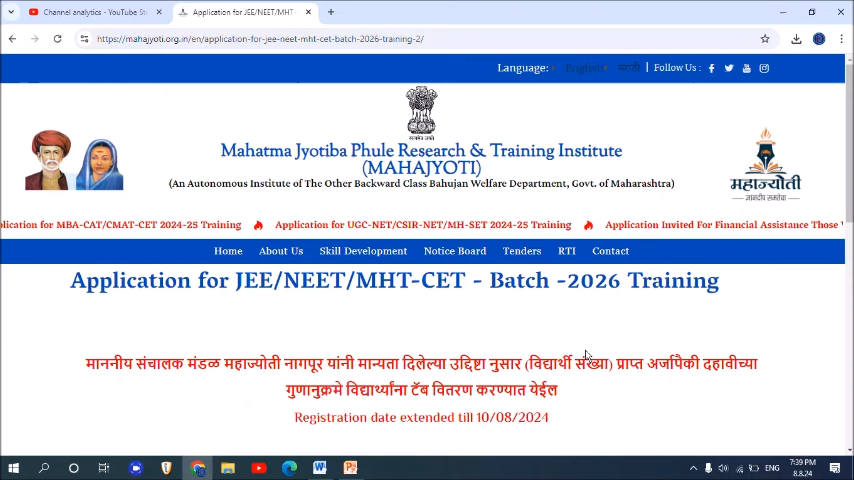 Channel analytics - YouTube St
Application for JEE/NEET/MHT-
https://mahajyoti.org.in/en/application-for-jee-neet-mht-cet-batch-2026-training-2/
Language: English मराठी | Follow Us :
सत्यमेव जयते
Mahatma Jyotiba Phule Research & Training Institute
(MAHAJYOTI)
(An Autonomous Institute of The Other Backward Class Bahujan Welfare Department, Govt. of Maharashtra)
महाज्योती
plication for MBA-CAT/CMAT-CET 2024-25 Training Application for UGC-NET/CSIR-NET/MH-SET 2024-25 Training Application Invited For Financial Assistance Those
Home About Us Skill Development Notice Board Tenders RTI Contact
Application for JEE/NEET/MHT-CET - Batch -2026 Training
माननीय संचालक मंडळ महाज्योती नागपूर यांनी मान्यता दिलेल्या उद्दिष्टा नुसार (विद्यार्थी संख्या) प्राप्त अर्जापैकी दहावीच्या
गुणानुक्रमे विद्यार्थ्यांना टॅब वितरण करण्यात येईल
Registration date extended till 10/08/2024
ENG
7:39 PM
8.8.24